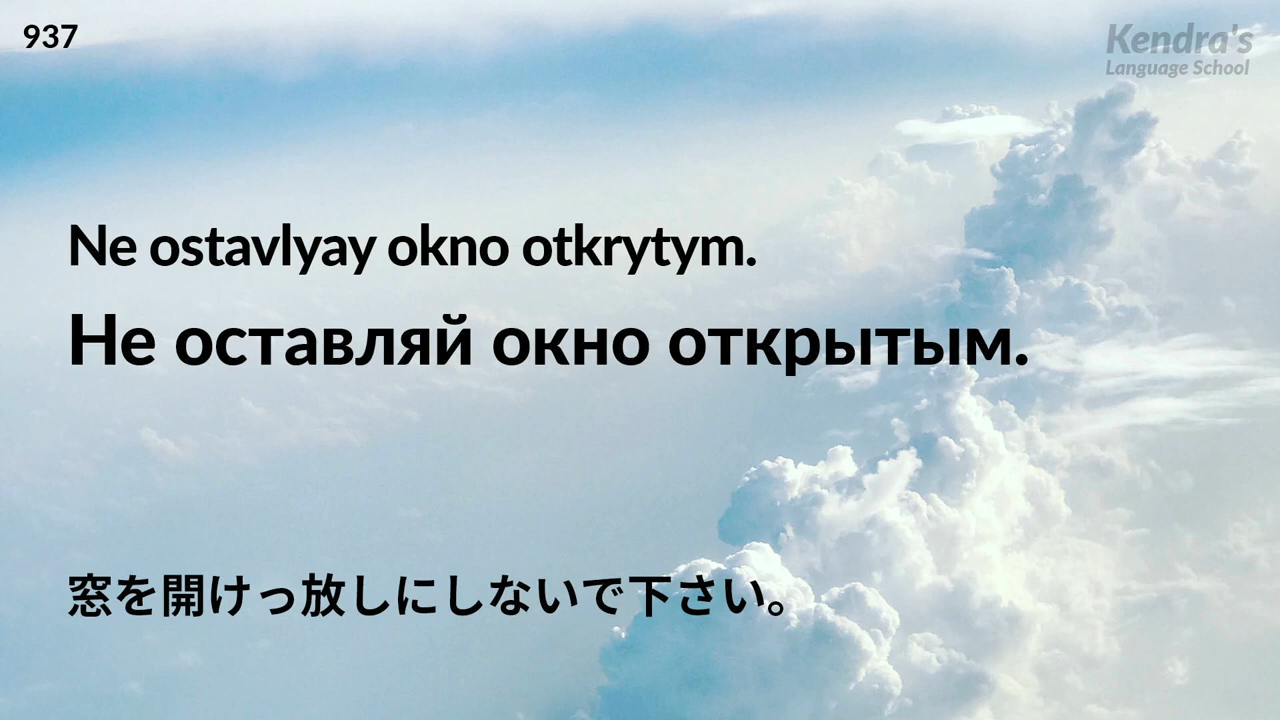 937
Kendra's
Language School
Ne ostavlyay okno otkrytym.
Не оставляй окно открытым.
窓を開けっ放しにしないで下さい。